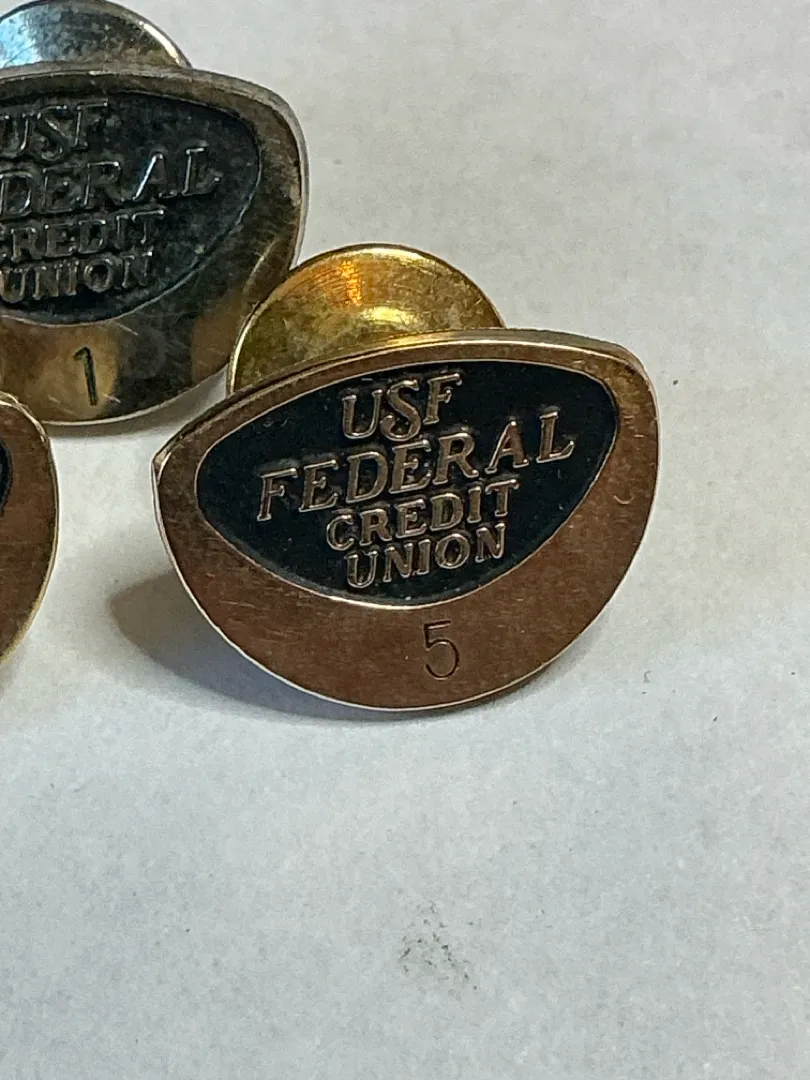 USF
FEDERAL
CREDIT
UNION
1
USF
FEDERAL
CREDIT
UNION
5